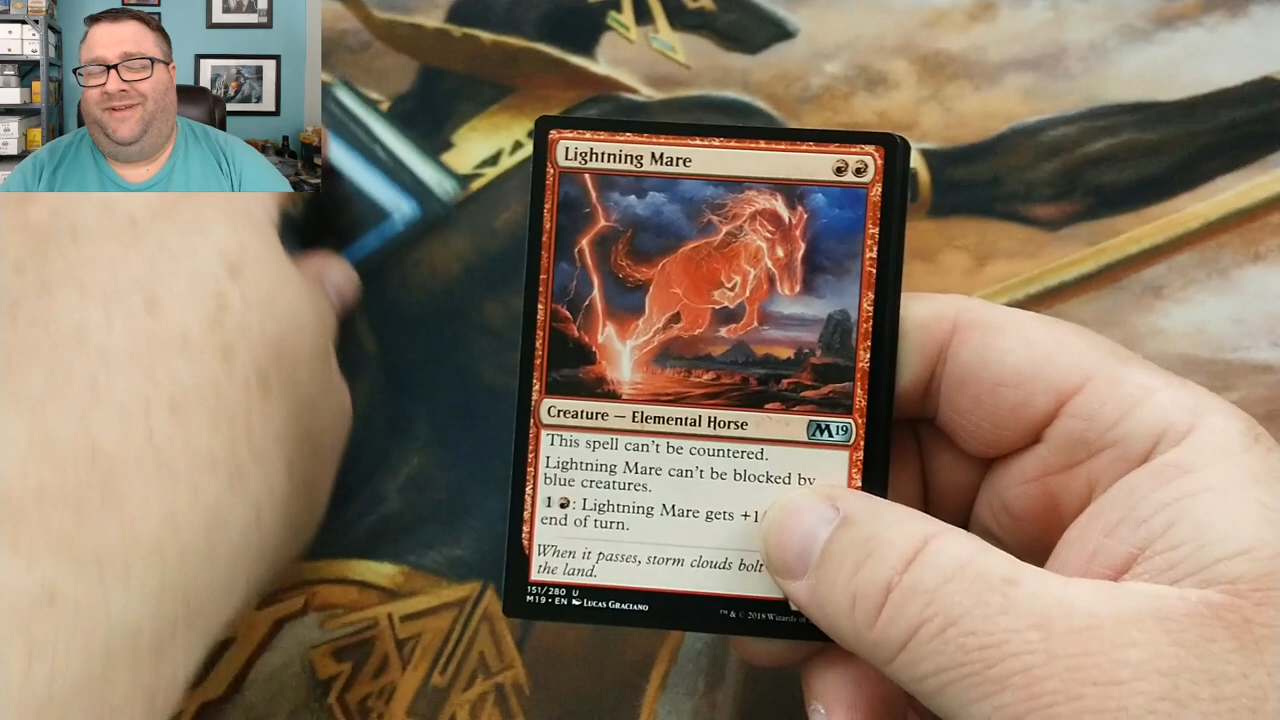 Lightning Mare
Creature — Elemental Horse
M19
This spell can't be countered.
Lightning Mare can't be blocked by
blue creatures.
1 : Lightning Mare gets +1/
end of turn.
When it passes, storm clouds bolt
the land.
151/280 U
M19 • EN Lucas Graciano
™ & © 2018 Wizards of